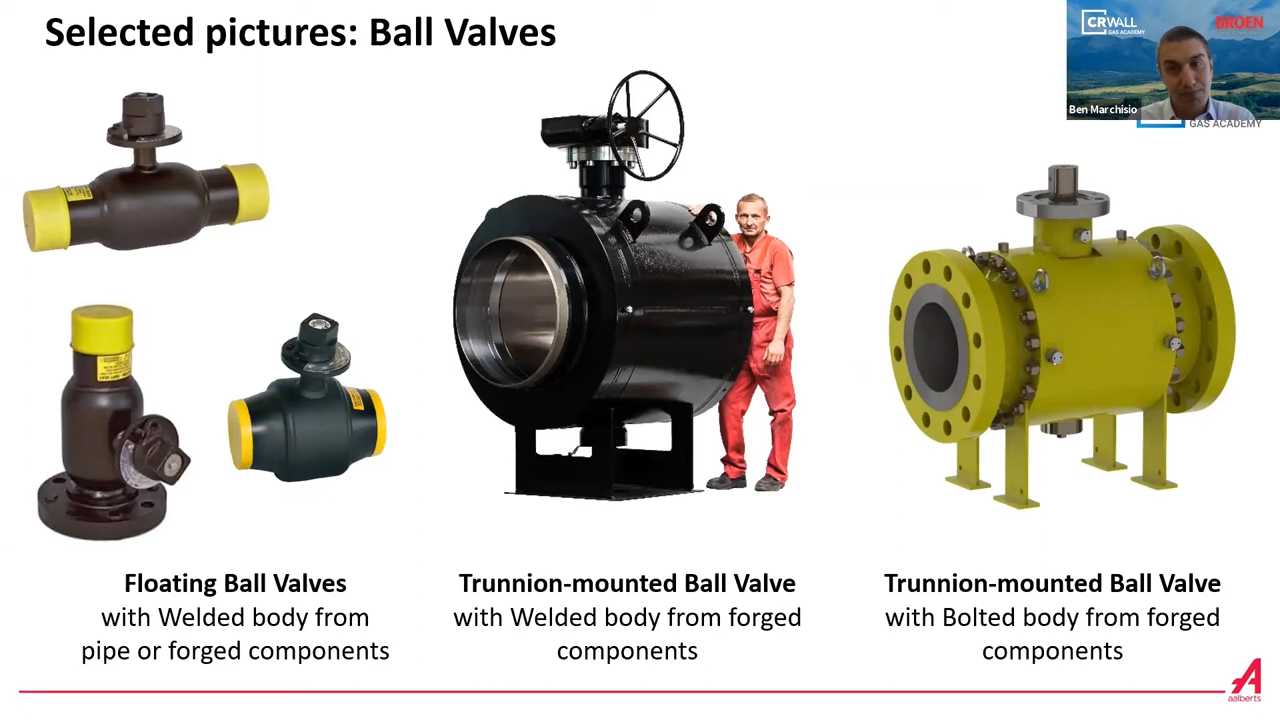 Selected pictures: Ball Valves
CRWALL
GAS ACADEMY
BROEN
Ben Marchisio
GAS ACADEMY
Floating Ball Valves
with Welded body from
pipe or forged components
Trunnion-mounted Ball Valve
with Welded body from forged
components
Trunnion-mounted Ball Valve
with Bolted body from forged
components
aalberts